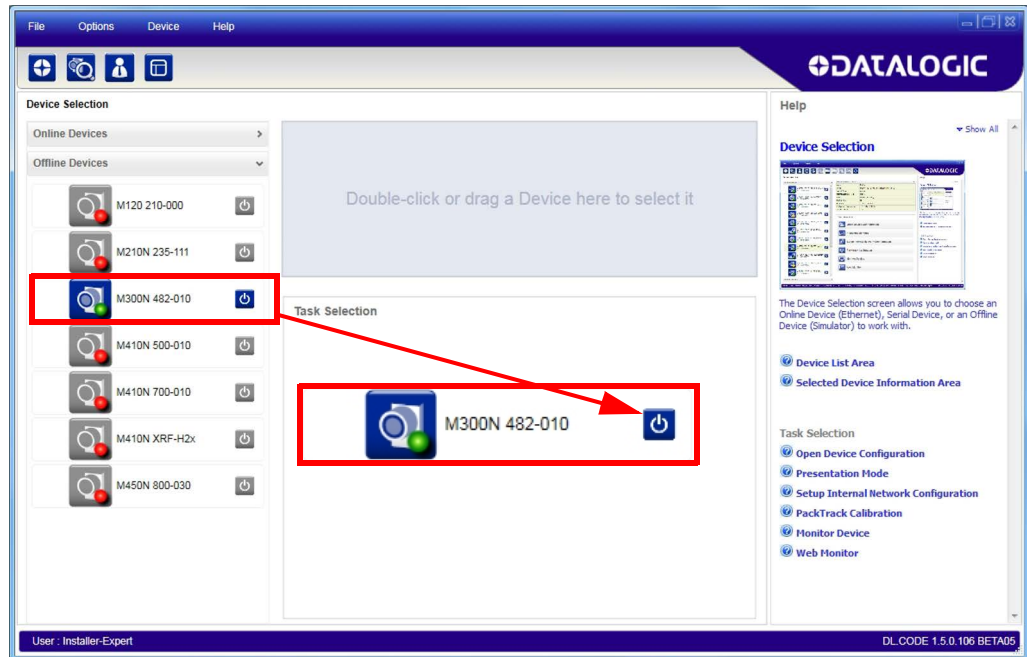 File Options Device Help
DATALOGIC
Device Selection
Online Devices
Offline Devices
M120 210-000
M210N 235-111
M300N 482-010
M410N 500-010
M410N 700-010
M410N XRF-H2x
M450N 800-030
Double-click or drag a Device here to select it
Task Selection
M300N 482-010
Help
Show All
Device Selection
The Device Selection screen allows you to choose an
Online Device (Ethernet), Serial Device, or an Offline
Device (Simulator) to work with.
Device List Area
Selected Device Information Area
Task Selection
Open Device Configuration
Presentation Mode
Setup Internal Network Configuration
PackTrack Calibration
Monitor Device
Web Monitor
User : Installer-Expert
DL.CODE 1.5.0.106 BETA05